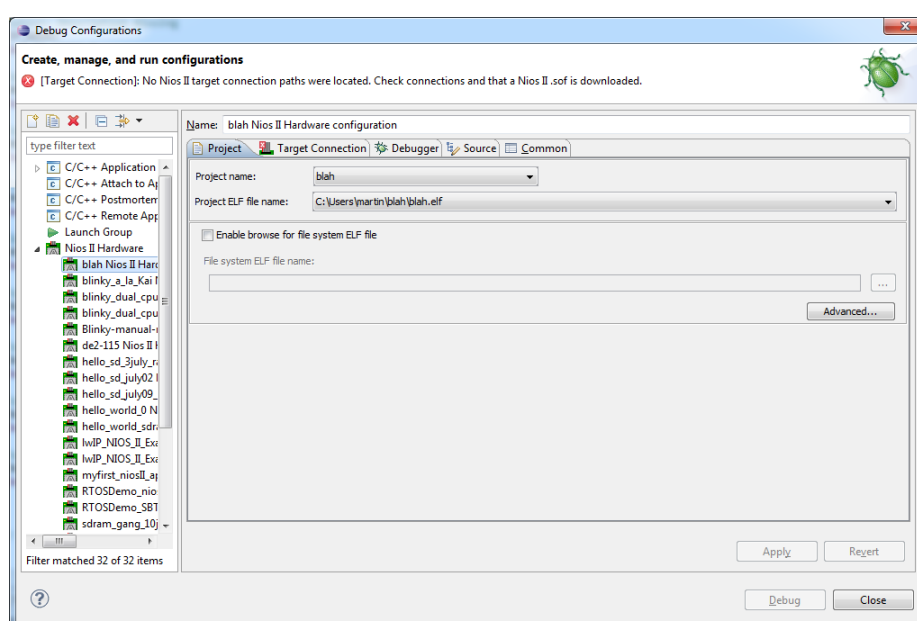 Debug Configurations
Create, manage, and run configurations
[Target Connection]: No Nios II target connection paths were located. Check connections and that a Nios II .sof is downloaded.
Name: blah Nios II Hardware configuration
type filter text
Project Target Connection Debugger Source Common
C/C++ Application
C/C++ Attach to Ap
C/C++ Postmortem
C/C++ Remote App
Launch Group
Nios II Hardware
blah Nios II Hard
blinky_a_la_Kai
blinky_dual_cpu
blinky_dual_cpu
Blinky-manual-
de2-115 Nios II
hello_sd_3july_
hello_sd_july02
hello_sd_july09_
hello_world_0 N
hello_world_sdr
lwIP_NIOS_II_Exa
lwIP_NIOS_II_Exa
myfirst_niosII_a
RTOSDemo_nio
RTOSDemo_SBT
sdram_gang_10j
Filter matched 32 of 32 items
Project name: blah
Project ELF file name: C:\Users\martin\blah\blah.elf
Enable browse for file system ELF file
File system ELF file name:
...
Advanced...
Apply Revert
? Debug Close